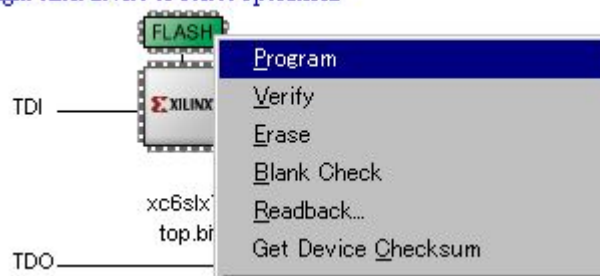 FLASH
Program
TDI
XILINX
Verify
Erase
Blank Check
xc6slx
Readback...
top.bi
Get Device Checksum
TDO